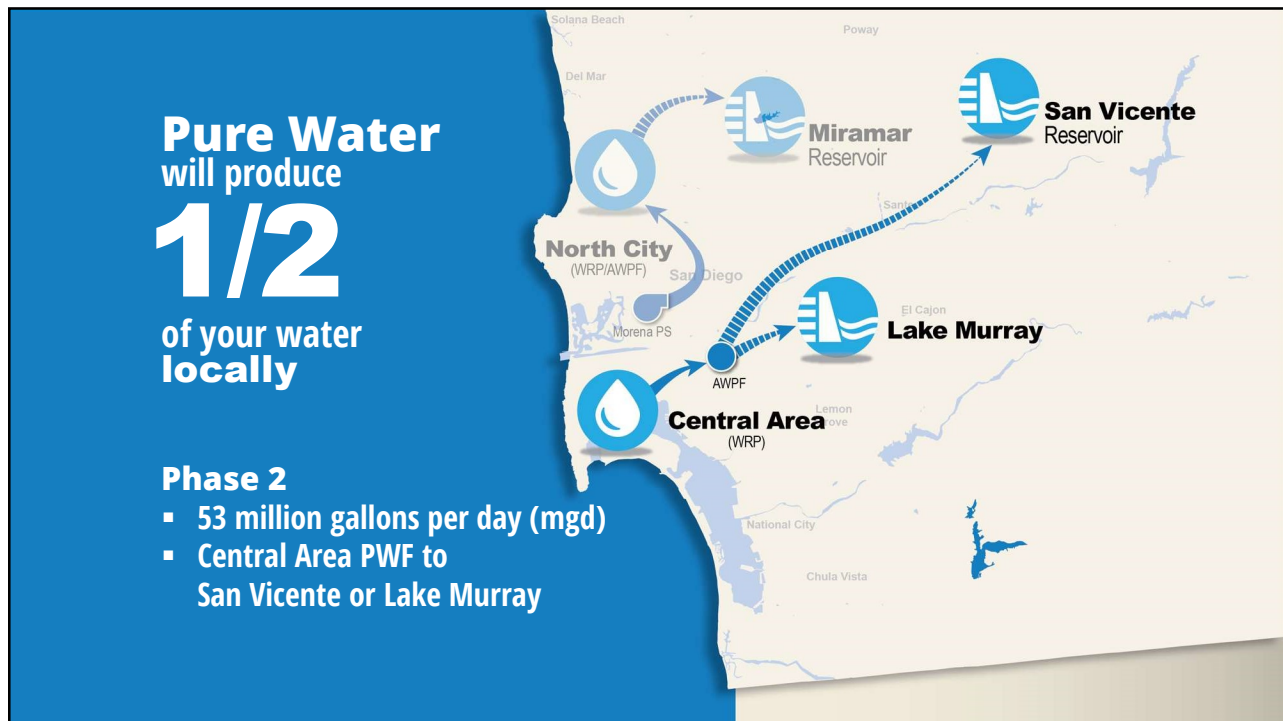 Pure Water
will produce
1/2
of your water
locally
Phase 2
▪ 53 million gallons per day (mgd)
▪ Central Area PWF to
San Vicente or Lake Murray
Solana Beach
Poway
Del Mar
Miramar
Reservoir
San Vicente
Reservoir
North City
(WRP/AWPF)
San Diego
Morena PS
El Cajon
Lake Murray
AWPF
Central Area
(WRP)
Lemon
National City
Chula Vista